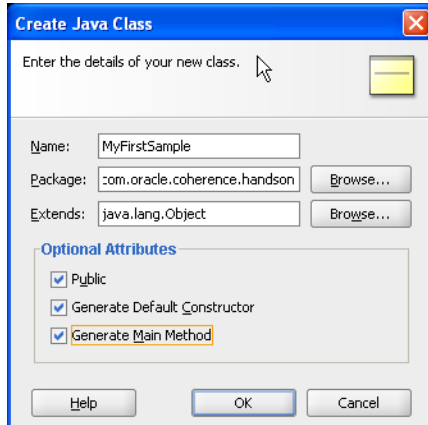 Create Java Class
Enter the details of your new class.
Name: MyFirstSample
Package: com.oracle.coherence.handson Browse...
Extends: java.lang.Object Browse...
Optional Attributes
Public
Generate Default Constructor
Generate Main Method
Help OK Cancel